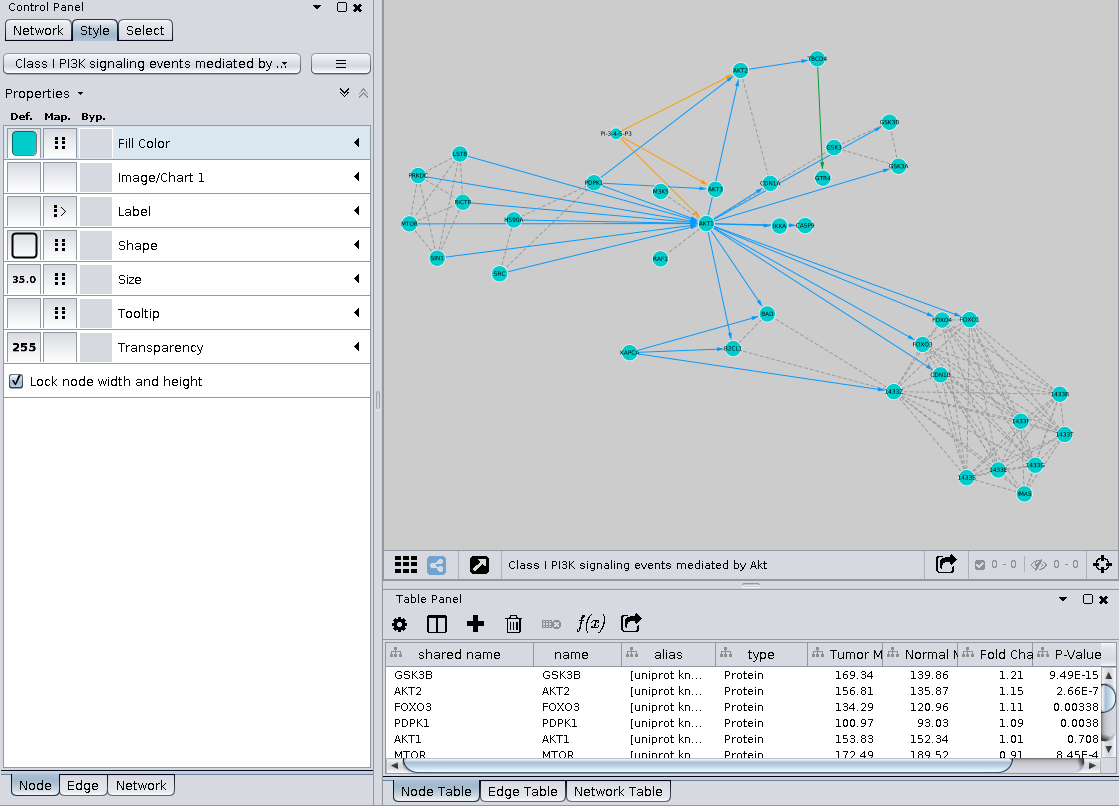 Control Panel
Network Style Select
Class I PI3K signaling events mediated by ...
Properties
Def. Map. Byp.
Fill Color
Image/Chart 1
Label
Shape
35.0 Size
Tooltip
255 Transparency
Lock node width and height
Node Edge Network
TBCD4
AKT2
GSK3B
PI-3-4-5-P3
GSK3
LST8
GSK3A
PRKDC
GTR4
PDPK1
CDN1A
M3K5
AKT3
RICTR
HS90A
MTOR
AKT1
IKKA
CASP9
SIN1
RAF1
SRC
BAD
FOXO4
FOXO1
FOXO3
B2CL1
KAPCA
CDN1B
1433Z
1433B
1433F
1433T
1433G
1433E
1433S
Class I PI3K signaling events mediated by Akt
0 - 0 0 - 0
Table Panel
f(x)
shared name name alias type Tumor M Normal M Fold Cha P-Value
GSK3B GSK3B [uniprot kn... Protein 169.34 139.86 1.21 9.49E-15
AKT2 AKT2 [uniprot kn... Protein 156.81 135.87 1.15 2.66E-7
FOXO3 FOXO3 [uniprot kn... Protein 134.29 120.96 1.11 0.00338
PDPK1 PDPK1 [uniprot kn... Protein 100.97 93.03 1.09 0.0038
AKT1 AKT1 [uniprot kn... Protein 153.83 152.34 1.01 0.708
MTOR MTOR [uniprot kn... Protein 172.49 189.52 0.91 8.45E-4
Node Table Edge Table Network Table